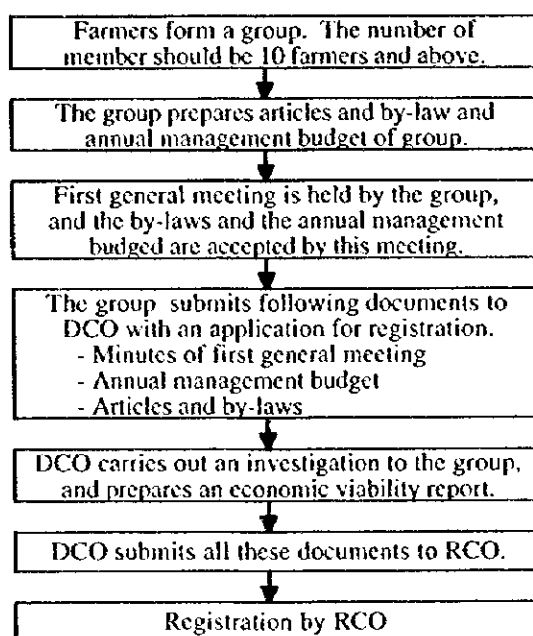 Farmers form a group. The number of
member should be 10 farmers and above.
The group prepares articles and by-law and
annual management budget of group.
First general meeting is held by the group,
and the by-laws and the annual management
budged are accepted by this meeting.
The group submits following documents to
DCO with an application for registration.
- Minutes of first general meeting
- Annual management budget
- Articles and by-laws
DCO carries out an investigation to the group,
and prepares an economic viability report.
DCO submits all these documents to RCO.
Registration by RCO